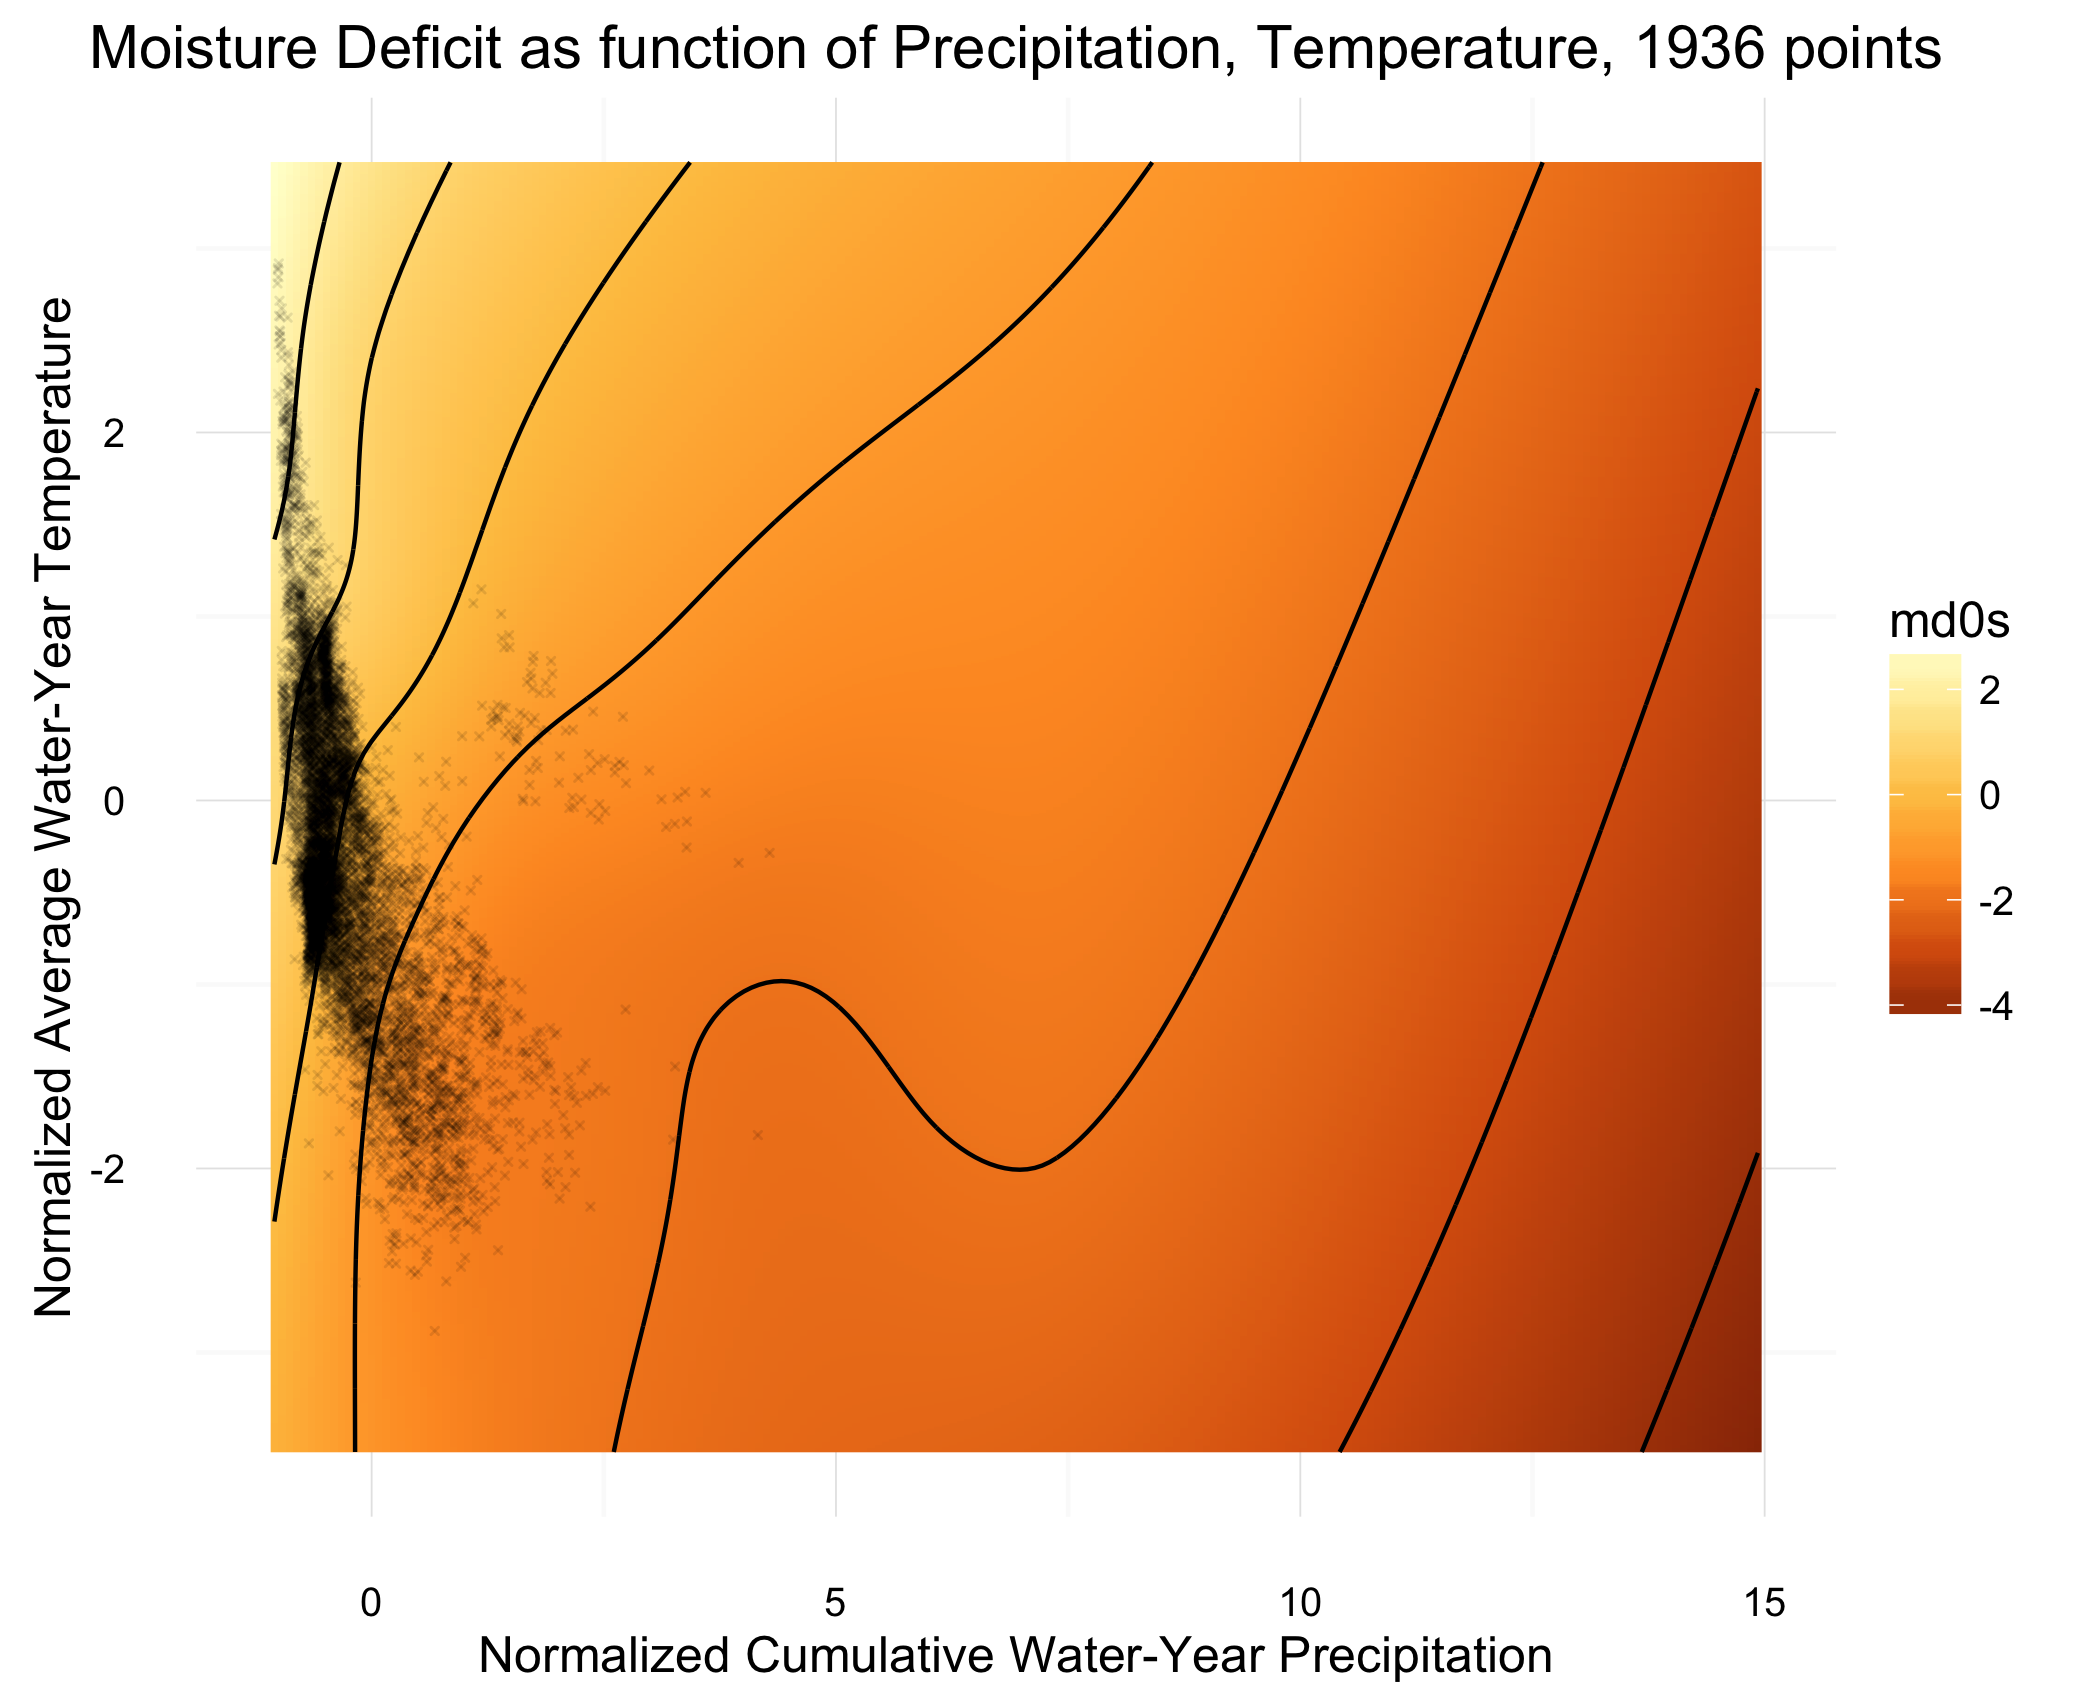 Moisture Deficit as function of Precipitation, Temperature, 1936 points
Normalized Average Water-Year Temperature
2
0
-2
md0s
2
0
-2
-4
0
5
10
15
Normalized Cumulative Water-Year Precipitation